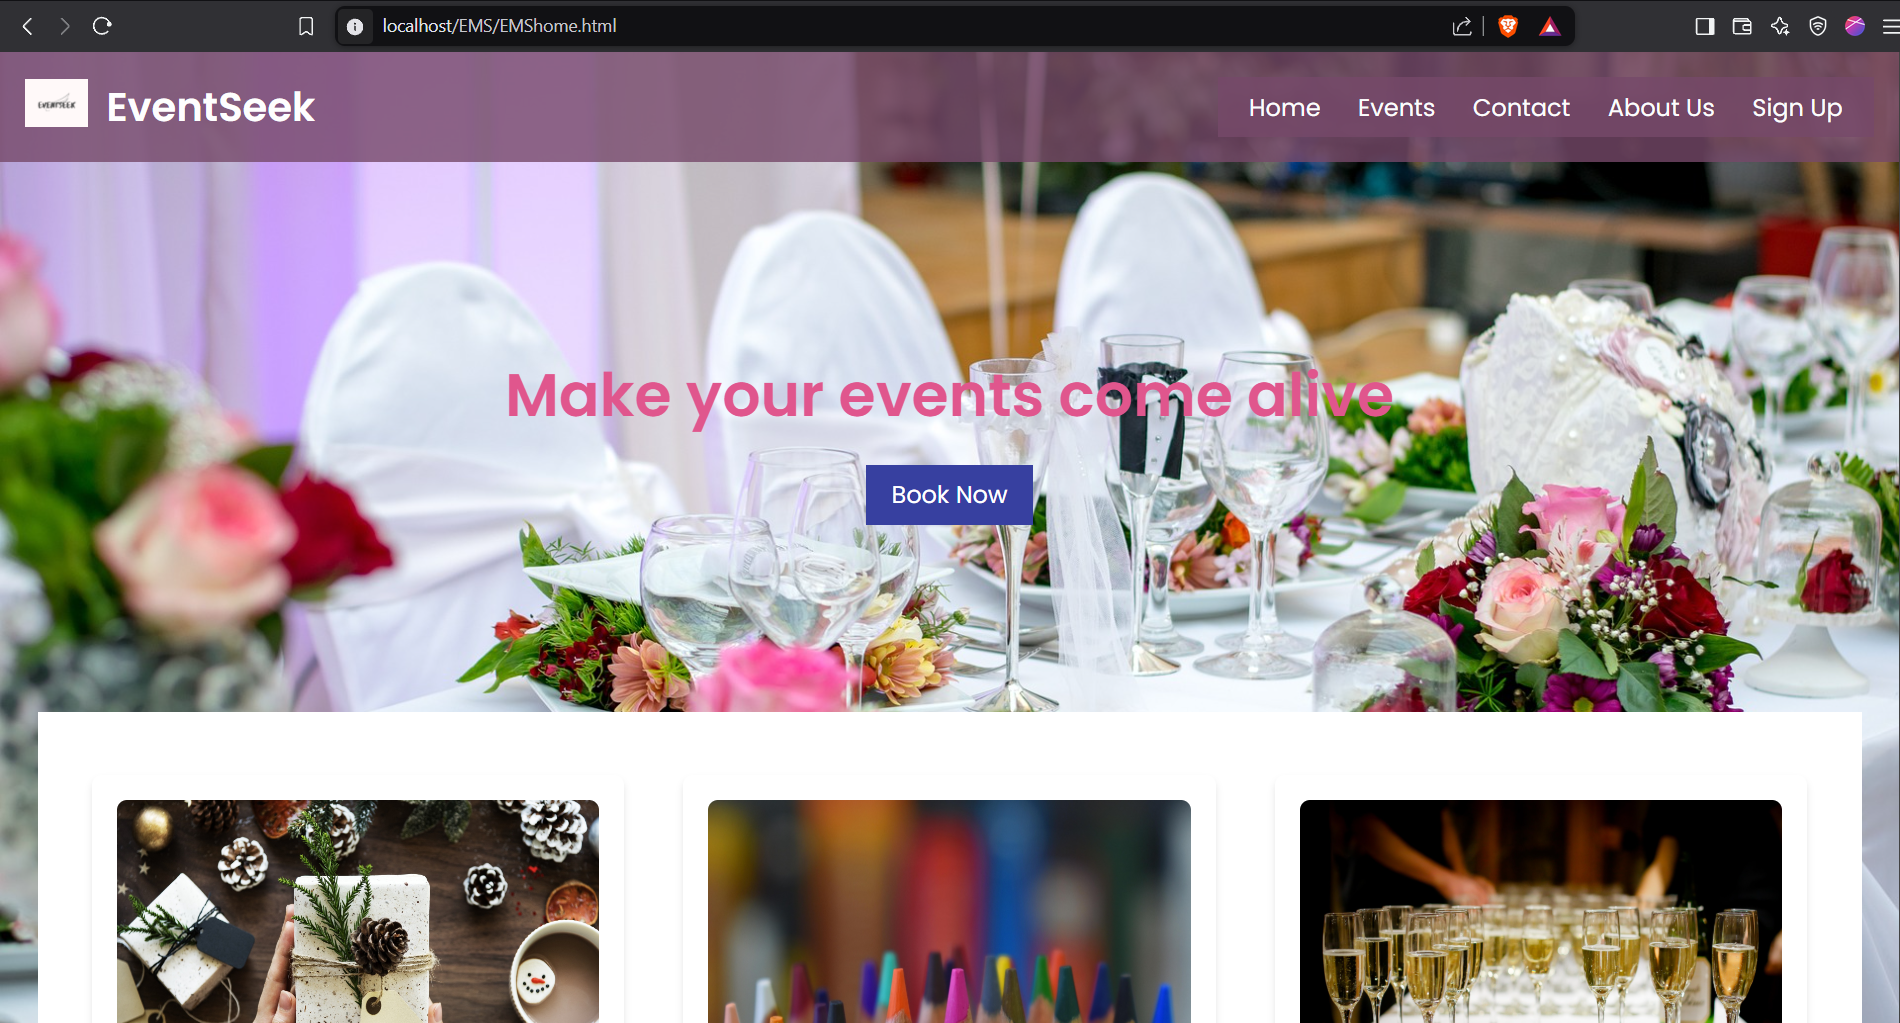 localhost/EMS/EMShome.html
EVENTSEEK
EventSeek
Home Events Contact About Us Sign Up
Make your events come alive
Book Now